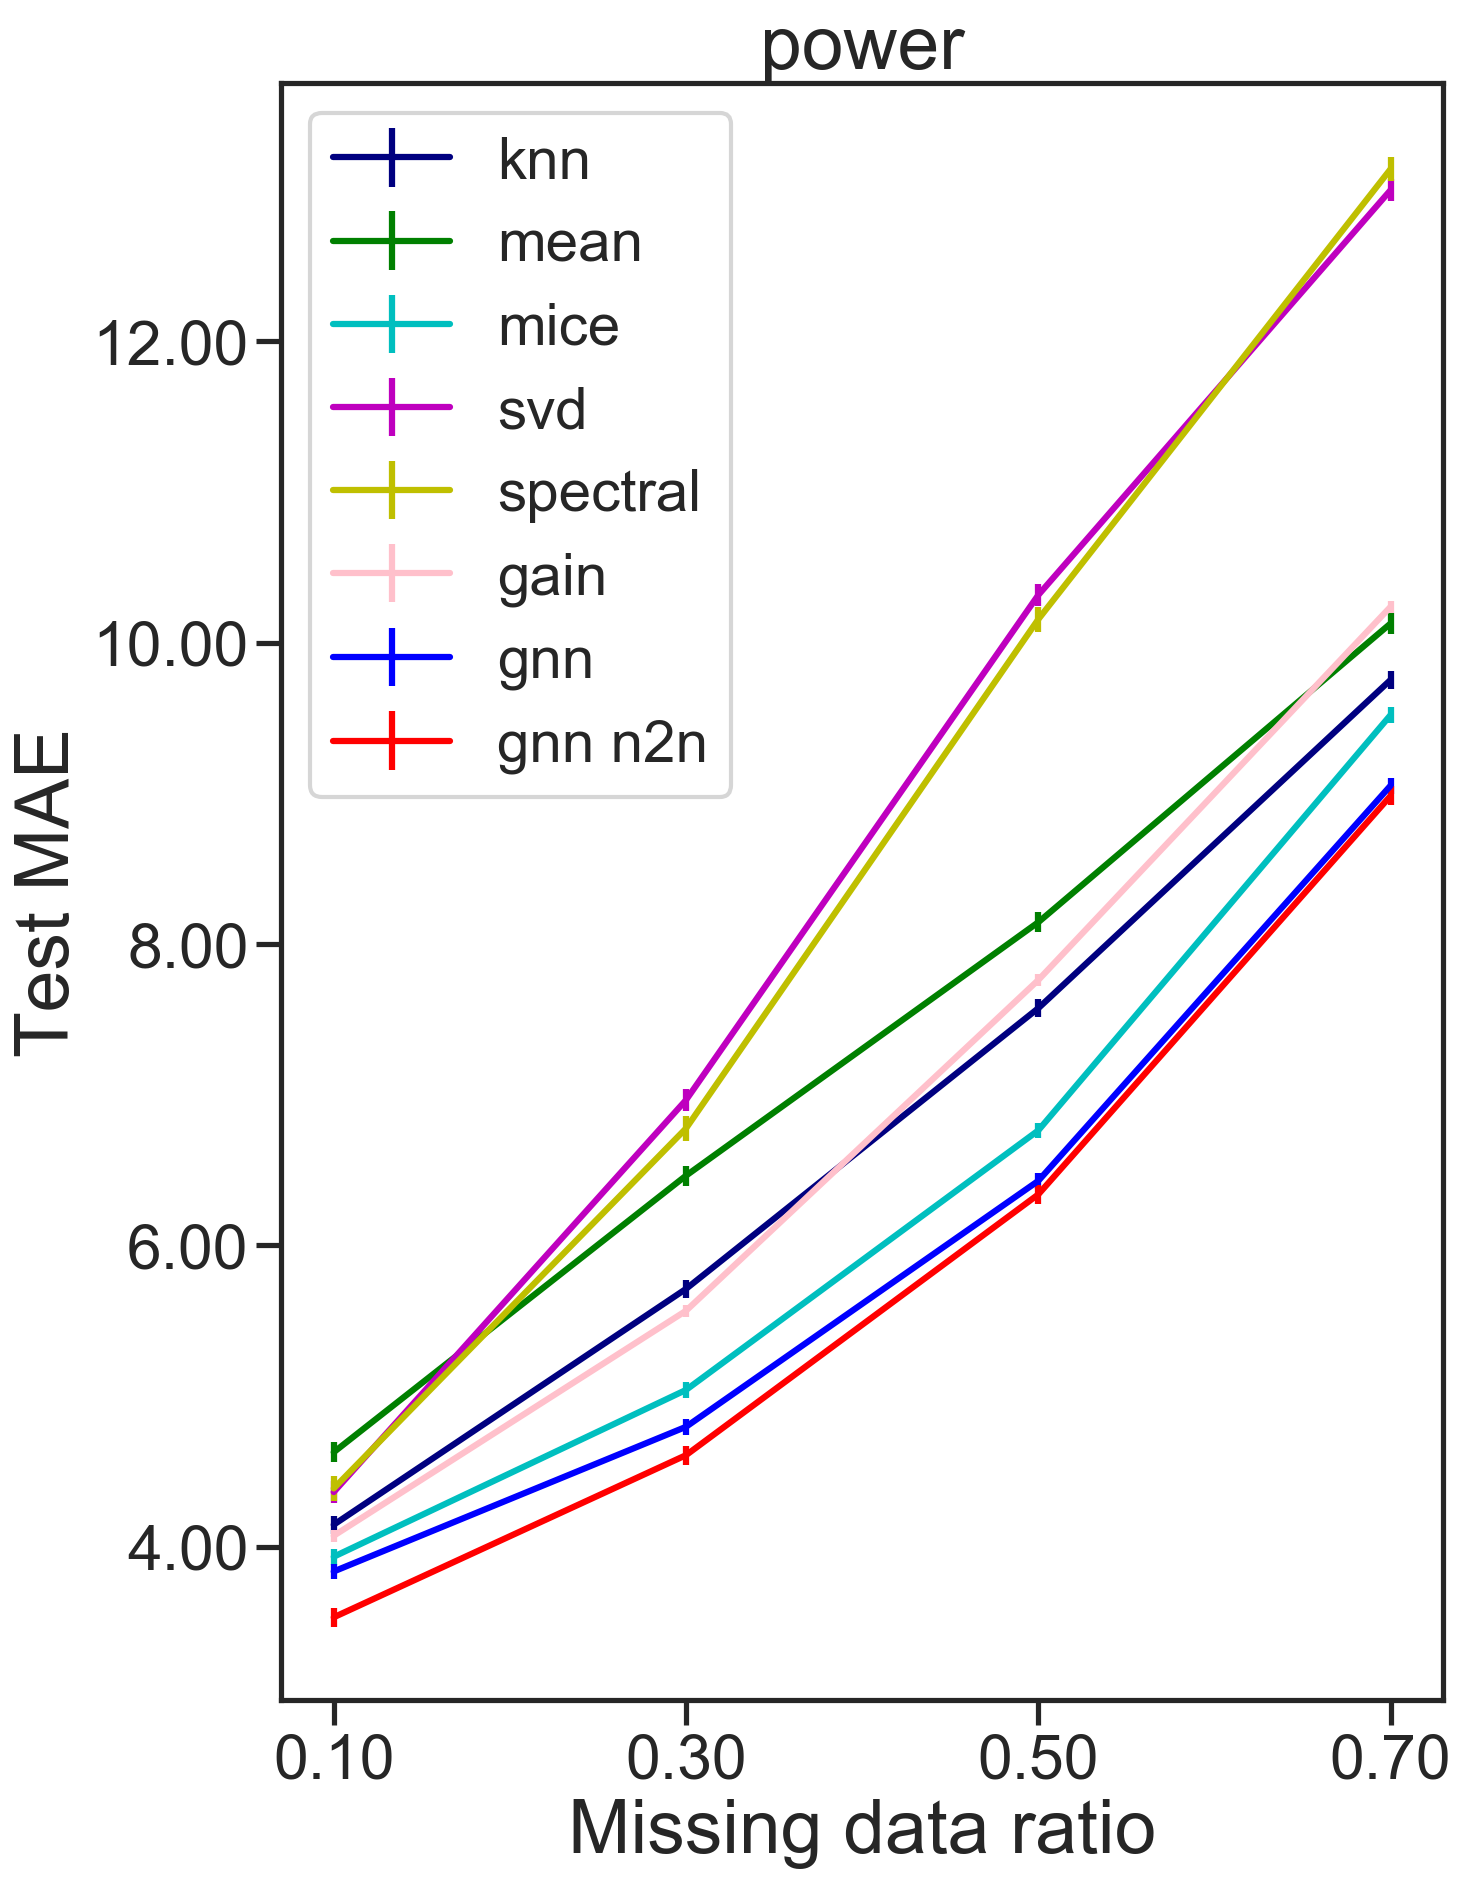 power
knn
mean
mice
svd
spectral
gain
gnn
gnn n2n
12.00
10.00
8.00
6.00
4.00
Test MAE
0.10 0.30 0.50 0.70
Missing data ratio